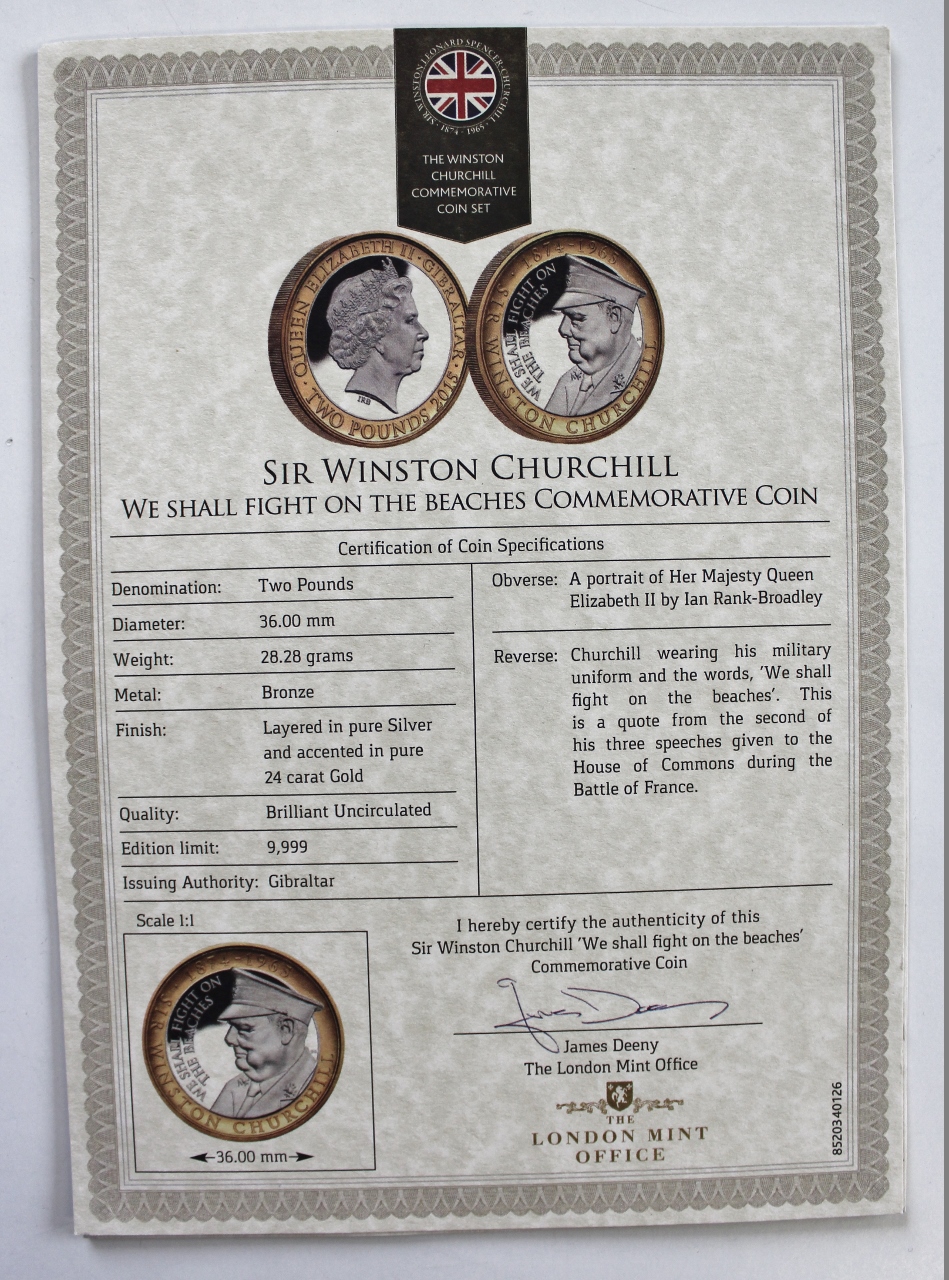 SIR WINSTON LEONARD SPENCER-CHURCHILL
· 1874 - 1965 ·
THE WINSTON
CHURCHILL
COMMEMORATIVE
COIN SET
· QUEEN ELIZABETH II · GIBRALTAR ·
TWO POUNDS 2015
IRB
SIR WINSTON CHURCHILL
· 1874-1965
WE SHALL FIGHT ON
THE BEACHES
SIR WINSTON CHURCHILL
WE SHALL FIGHT ON THE BEACHES COMMEMORATIVE COIN
Certification of Coin Specifications
Denomination: Two Pounds
Diameter: 36.00 mm
Weight: 28.28 grams
Metal: Bronze
Finish: Layered in pure Silver
and accented in pure
24 carat Gold
Quality: Brilliant Uncirculated
Edition limit: 9,999
Issuing Authority: Gibraltar
Obverse: A portrait of Her Majesty Queen
Elizabeth II by Ian Rank-Broadley
Reverse: Churchill wearing his military
uniform and the words, 'We shall
fight on the beaches'. This
is a quote from the second of
his three speeches given to the
House of Commons during the
Battle of France.
Scale 1:1
SIR WINSTON CHURCHILL
· 1874-1965
WE SHALL FIGHT ON
THE BEACHES
36.00 mm
I hereby certify the authenticity of this
Sir Winston Churchill 'We shall fight on the beaches'
Commemorative Coin
James Deeny
James Deeny
The London Mint Office
THE
LONDON MINT
OFFICE
8520340126